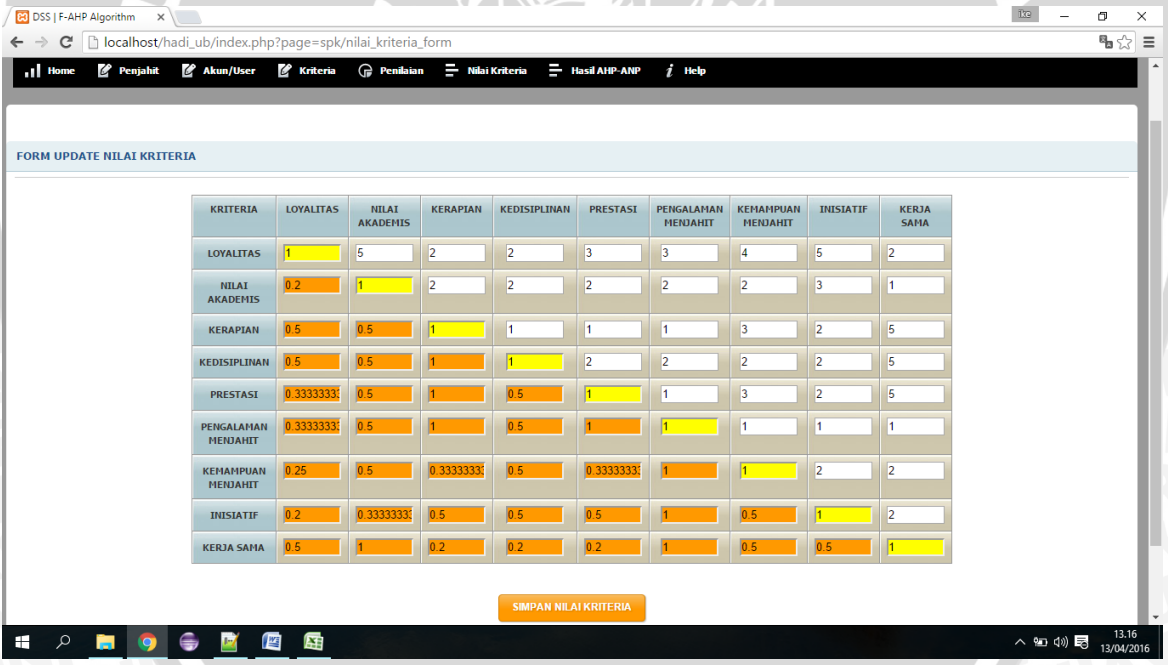 DSS | F-AHP Algorithm
ike
localhost/hadi_ub/index.php?page=spk/nilai_kriteria_form
Home Penjahit Akun/User Kriteria Penilaian Nilai Kriteria Hasil AHP-ANP Help
FORM UPDATE NILAI KRITERIA
KRITERIA LOYALITAS NILAI AKADEMIS KERAPIAN KEDISIPLINAN PRESTASI PENGALAMAN MENJAHIT KEMAMPUAN MENJAHIT INISIATIF KERJA SAMA
LOYALITAS 1 5 2 2 3 3 4 5 2
NILAI AKADEMIS 0.2 1 2 2 2 2 2 3 1
KERAPIAN 0.5 0.5 1 1 1 1 3 2 5
KEDISIPLINAN 0.5 0.5 1 1 2 2 2 2 5
PRESTASI 0.33333333 0.5 1 0.5 1 1 3 2 5
PENGALAMAN MENJAHIT 0.33333333 0.5 1 0.5 1 1 1 1 1
KEMAMPUAN MENJAHIT 0.25 0.5 0.33333333 0.5 0.33333333 1 1 2 2
INISIATIF 0.2 0.33333333 0.5 0.5 0.5 1 0.5 1 2
KERJA SAMA 0.5 1 0.2 0.2 0.2 1 0.5 0.5 1
SIMPAN NILAI KRITERIA
13.16
13/04/2016